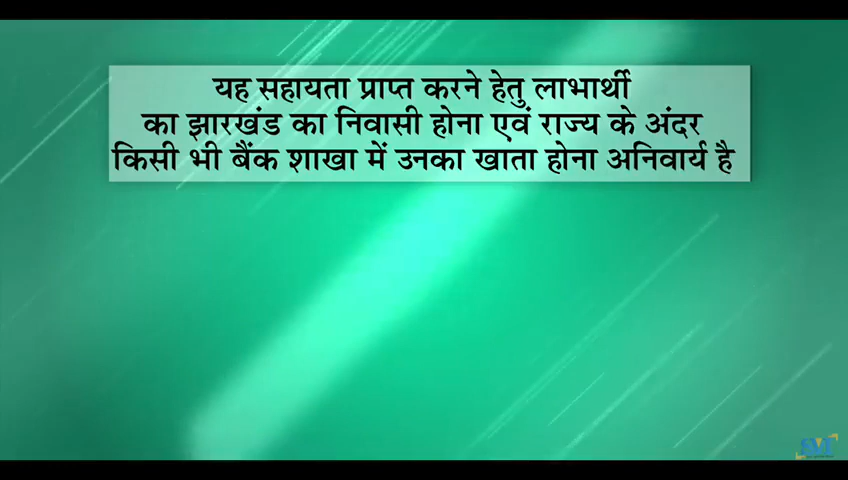 यह सहायता प्राप्त करने हेतु लाभार्थी
का झारखंड का निवासी होना एवं राज्य के अंदर
किसी भी बैंक शाखा में उनका खाता होना अनिवार्य है